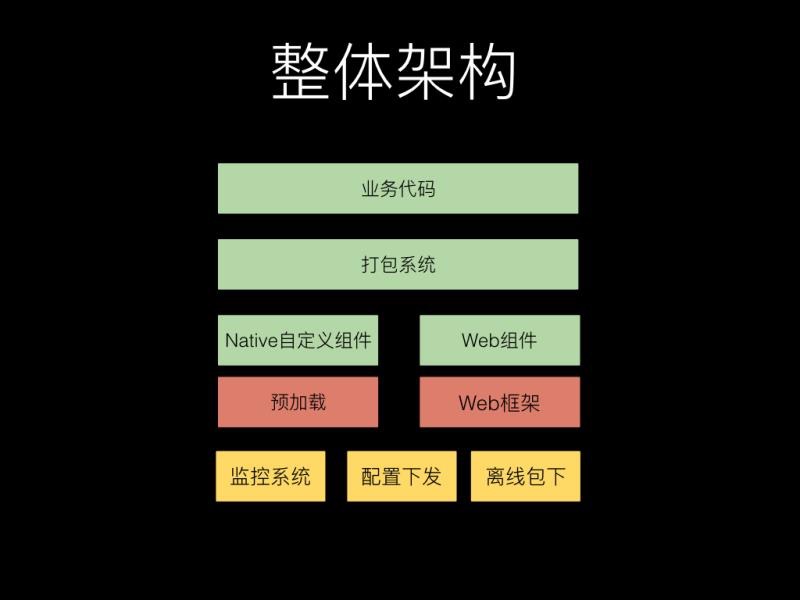 整体架构
业务代码
打包系统
Native自定义组件
Web组件
预加载
Web框架
监控系统
配置下发
离线包下